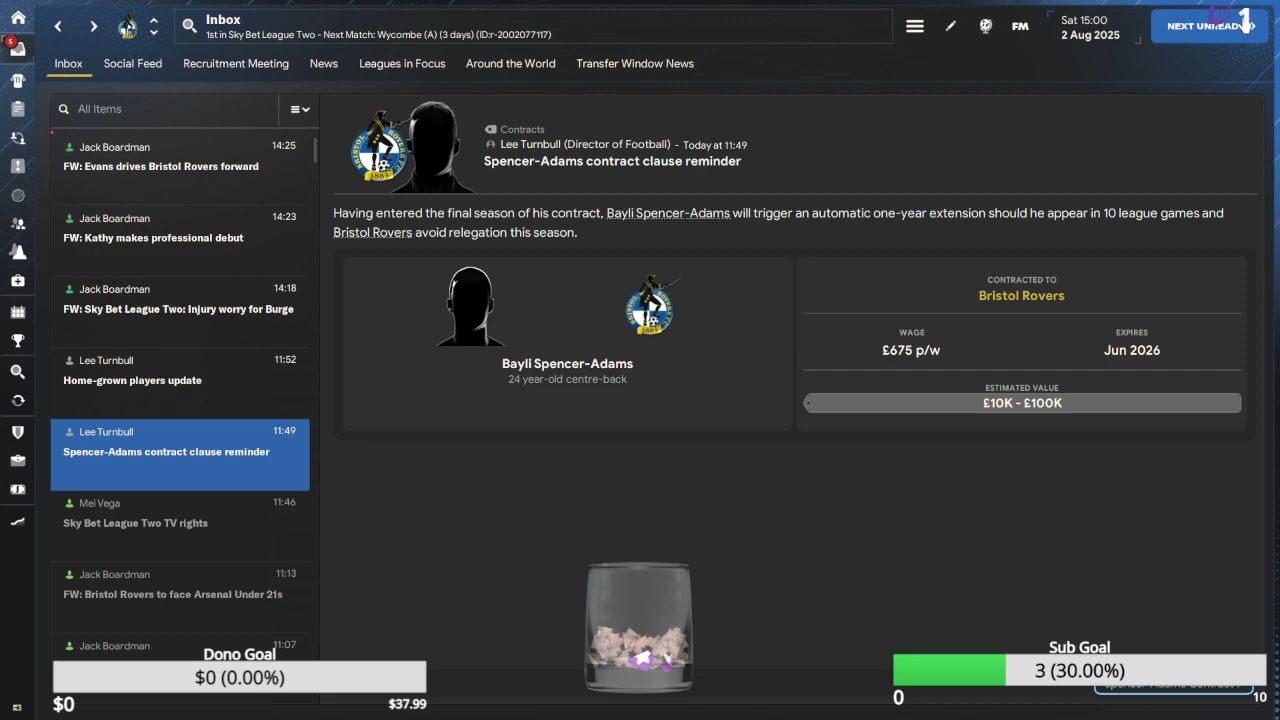 Inbox
1st in Sky Bet League Two - Next Match: Wycombe (A) (3 days) (ID:r-2002077117)
FM
Sat 15:00
2 Aug 2025
NEXT UNREAD
1
5
Inbox
Social Feed
Recruitment Meeting
News
Leagues in Focus
Around the World
Transfer Window News
All Items
Jack Boardman 14:25
FW: Evans drives Bristol Rovers forward
Jack Boardman 14:23
FW: Kathy makes professional debut
Jack Boardman 14:18
FW: Sky Bet League Two: Injury worry for Burge
Lee Turnbull 11:52
Home-grown players update
Lee Turnbull 11:49
Spencer-Adams contract clause reminder
Mei Vega 11:46
Sky Bet League Two TV rights
Jack Boardman 11:13
FW: Bristol Rovers to face Arsenal Under 21s
Jack Boardman 11:07
Contracts
Lee Turnbull (Director of Football) - Today at 11:49
Spencer-Adams contract clause reminder
Having entered the final season of his contract, Bayli Spencer-Adams will trigger an automatic one-year extension should he appear in 10 league games and
Bristol Rovers avoid relegation this season.
Bayli Spencer-Adams
24 year-old centre-back
CONTRACTED TO
Bristol Rovers
WAGE
£675 p/w
EXPIRES
Jun 2026
ESTIMATED VALUE
£10K - £100K
Dono Goal
$0 (0.00%)
$0
$37.99
Sub Goal
3 (30.00%)
0
10